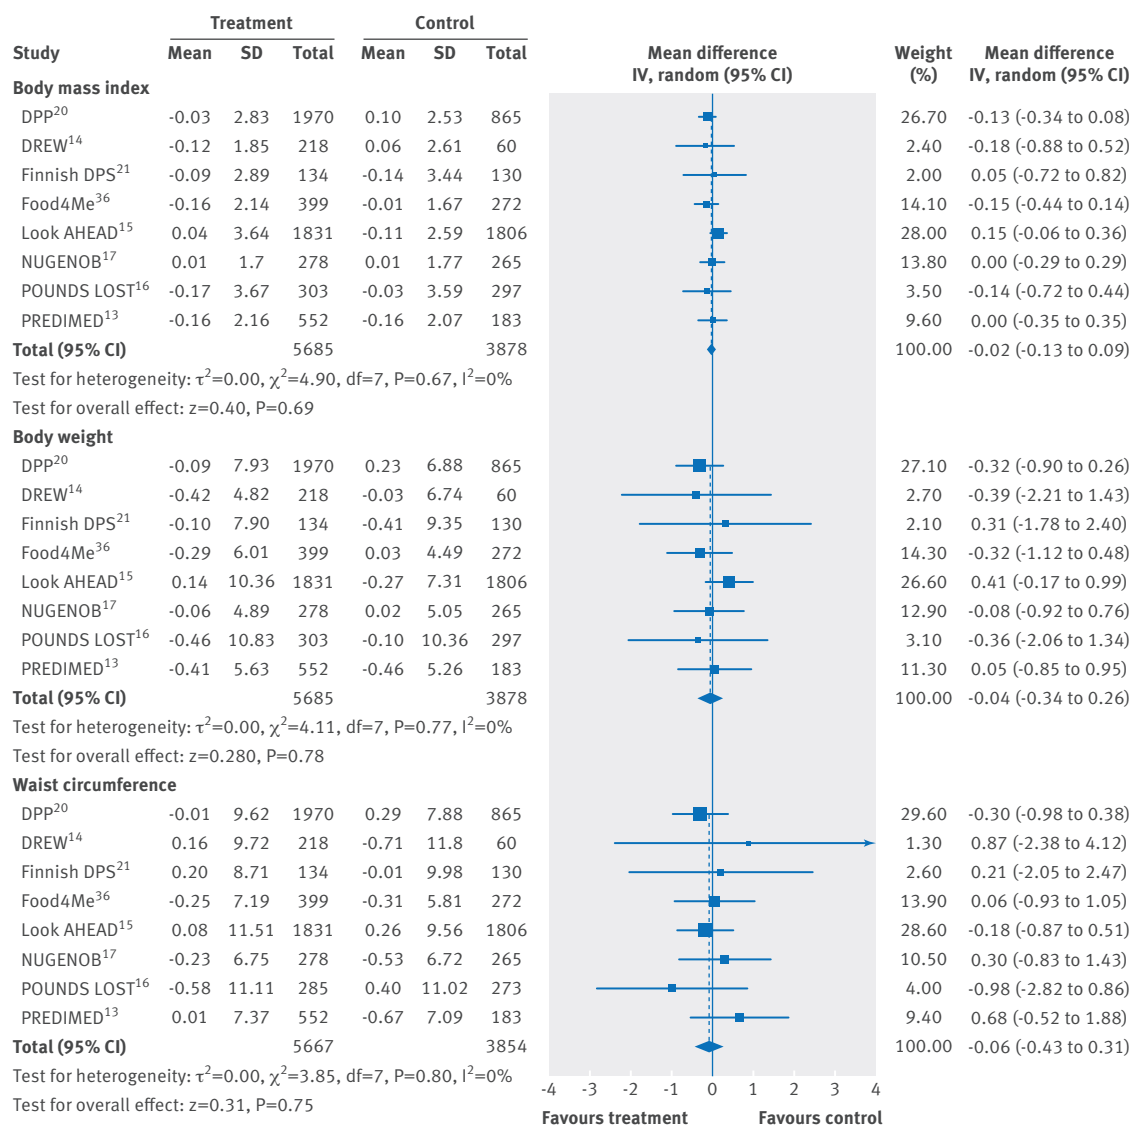 Treatment Control
Study Mean SD Total Mean SD Total Mean difference IV, random (95% CI) Weight (%) Mean difference IV, random (95% CI)
Body mass index
DPP20 -0.03 2.83 1970 0.10 2.53 865 26.70 -0.13 (-0.34 to 0.08)
DREW14 -0.12 1.85 218 0.06 2.61 60 2.40 -0.18 (-0.88 to 0.52)
Finnish DPS21 -0.09 2.89 134 -0.14 3.44 130 2.00 0.05 (-0.72 to 0.82)
Food4Me36 -0.16 2.14 399 -0.01 1.67 272 14.10 -0.15 (-0.44 to 0.14)
Look AHEAD15 0.04 3.64 1831 -0.11 2.59 1806 28.00 0.15 (-0.06 to 0.36)
NUGENOB17 0.01 1.7 278 0.01 1.77 265 13.80 0.00 (-0.29 to 0.29)
POUNDS LOST16 -0.17 3.67 303 -0.03 3.59 297 3.50 -0.14 (-0.72 to 0.44)
PREDIMED13 -0.16 2.16 552 -0.16 2.07 183 9.60 0.00 (-0.35 to 0.35)
Total (95% CI) 5685 3878 100.00 -0.02 (-0.13 to 0.09)
Test for heterogeneity: τ2=0.00, χ2=4.90, df=7, P=0.67, I2=0%
Test for overall effect: z=0.40, P=0.69
Body weight
DPP20 -0.09 7.93 1970 0.23 6.88 865 27.10 -0.32 (-0.90 to 0.26)
DREW14 -0.42 4.82 218 -0.03 6.74 60 2.70 -0.39 (-2.21 to 1.43)
Finnish DPS21 -0.10 7.90 134 -0.41 9.35 130 2.10 0.31 (-1.78 to 2.40)
Food4Me36 -0.29 6.01 399 0.03 4.49 272 14.30 -0.32 (-1.12 to 0.48)
Look AHEAD15 0.14 10.36 1831 -0.27 7.31 1806 26.60 0.41 (-0.17 to 0.99)
NUGENOB17 -0.06 4.89 278 0.02 5.05 265 12.90 -0.08 (-0.92 to 0.76)
POUNDS LOST16 -0.46 10.83 303 -0.10 10.36 297 3.10 -0.36 (-2.06 to 1.34)
PREDIMED13 -0.41 5.63 552 -0.46 5.26 183 11.30 0.05 (-0.85 to 0.95)
Total (95% CI) 5685 3878 100.00 -0.04 (-0.34 to 0.26)
Test for heterogeneity: τ2=0.00, χ2=4.11, df=7, P=0.77, I2=0%
Test for overall effect: z=0.280, P=0.78
Waist circumference
DPP20 -0.01 9.62 1970 0.29 7.88 865 29.60 -0.30 (-0.98 to 0.38)
DREW14 0.16 9.72 218 -0.71 11.8 60 1.30 0.87 (-2.38 to 4.12)
Finnish DPS21 0.20 8.71 134 -0.01 9.98 130 2.60 0.21 (-2.05 to 2.47)
Food4Me36 -0.25 7.19 399 -0.31 5.81 272 13.90 0.06 (-0.93 to 1.05)
Look AHEAD15 0.08 11.51 1831 0.26 9.56 1806 28.60 -0.18 (-0.87 to 0.51)
NUGENOB17 -0.23 6.75 278 -0.53 6.72 265 10.50 0.30 (-0.83 to 1.43)
POUNDS LOST16 -0.58 11.11 285 0.40 11.02 273 4.00 -0.98 (-2.82 to 0.86)
PREDIMED13 0.01 7.37 552 -0.67 7.09 183 9.40 0.68 (-0.52 to 1.88)
Total (95% CI) 5667 3854 100.00 -0.06 (-0.43 to 0.31)
Test for heterogeneity: τ2=0.00, χ2=3.85, df=7, P=0.80, I2=0%
Test for overall effect: z=0.31, P=0.75
-4 -3 -2 -1 0 1 2 3 4
Favours treatment Favours control